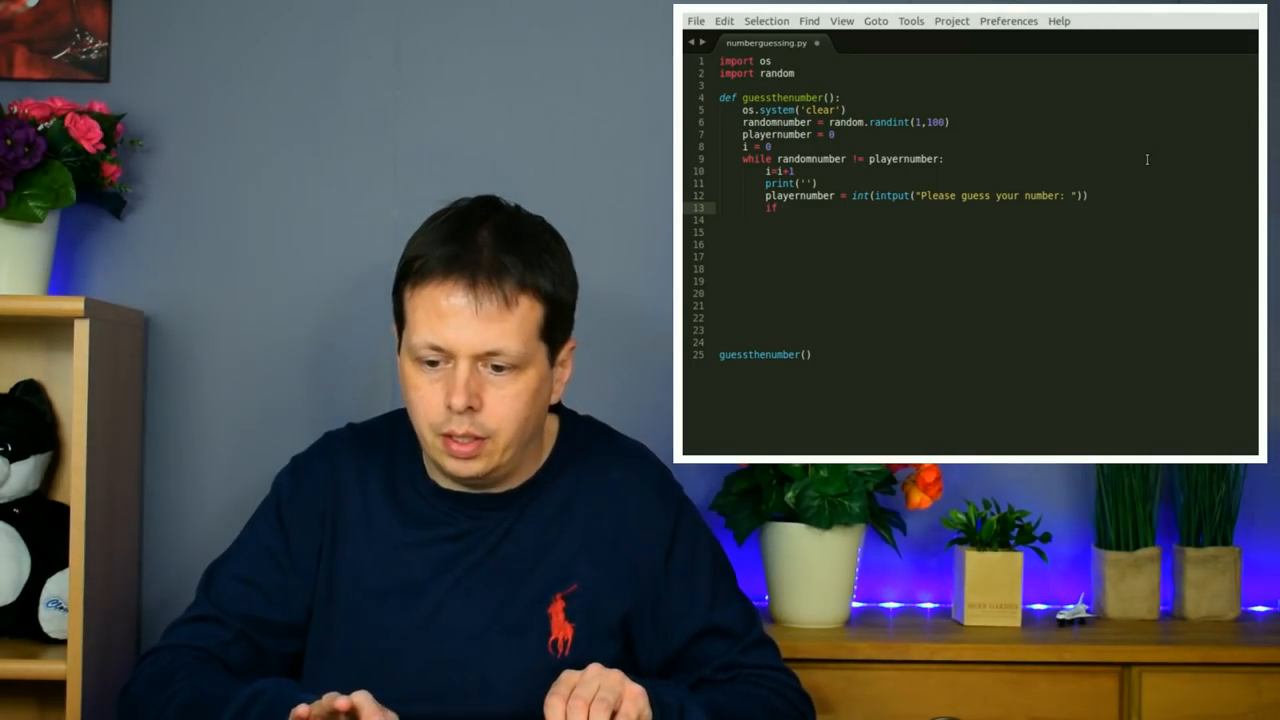 File Edit Selection Find View Goto Tools Project Preferences Help
numberguessing.py
1 import os
2 import random
3
4 def guessthenumber():
5 os.system('clear')
6 randomnumber = random.randint(1,100)
7 playernumber = 0
8 i = 0
9 while randomnumber != playernumber:
10 i=i+1
11 print('')
12 playernumber = int(intput("Please guess your number: "))
13 if
14
15
16
17
18
19
20
21
22
23
24
25 guessthenumber()
HERB GARDEN